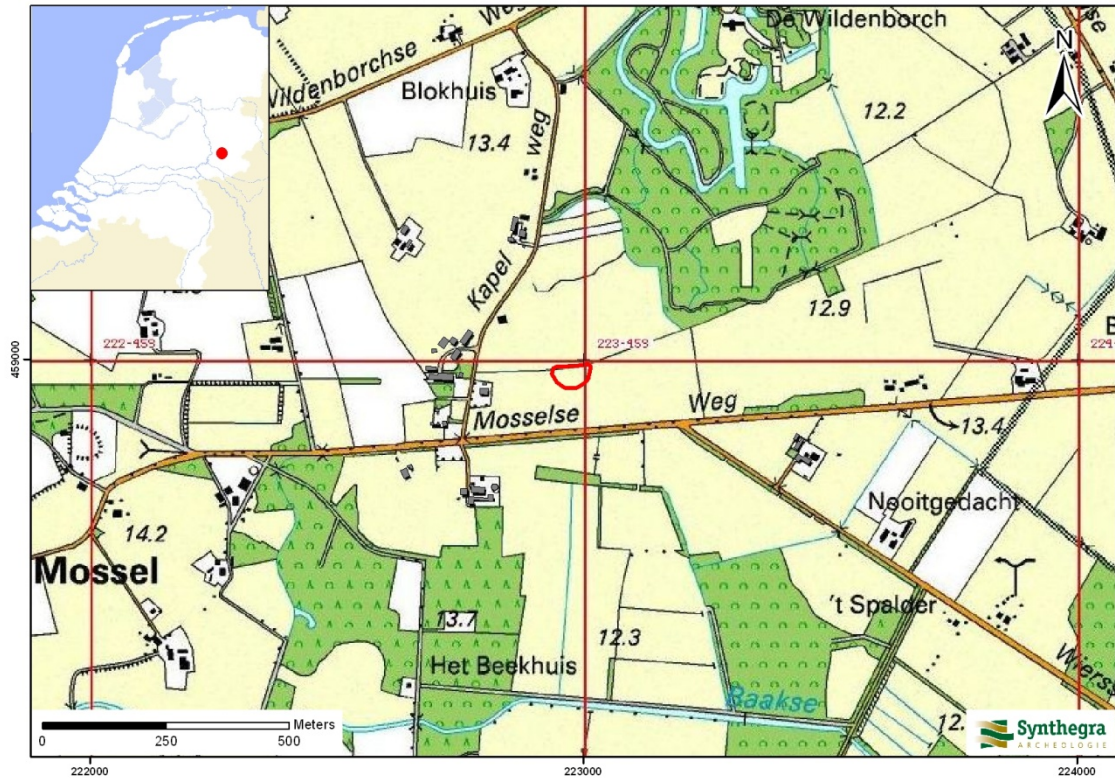 De Wildenborch
N
Weg
Wildenborchse
Blokhuis
13.4
12.2
weg
Kapel
12.9
222-459
223-459
459000
Mosselse
Weg
13.4
14.2
Mossel
Nooitgedacht
't Spalder
13.7
12.3
Het Beekhuis
Baakse
Meters
0
250
500
Synthegra
ARCHEOLOGIE
222000
223000
224000